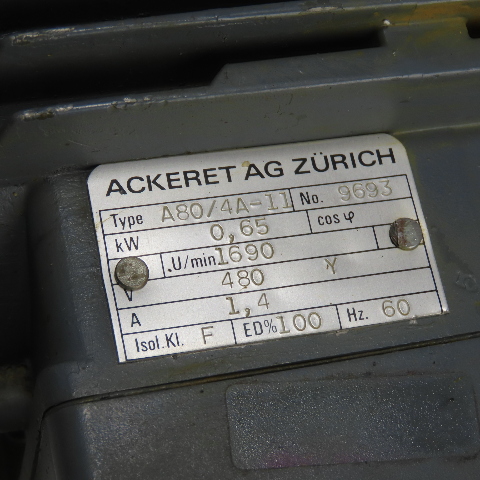 ACKERET AG ZÜRICH
Type A80/4A-11 No. 9693
kW 0,65 cos φ
U/min 1690
V 480 Y
A 1,4
Isol.Kl. F ED% 100 Hz. 60